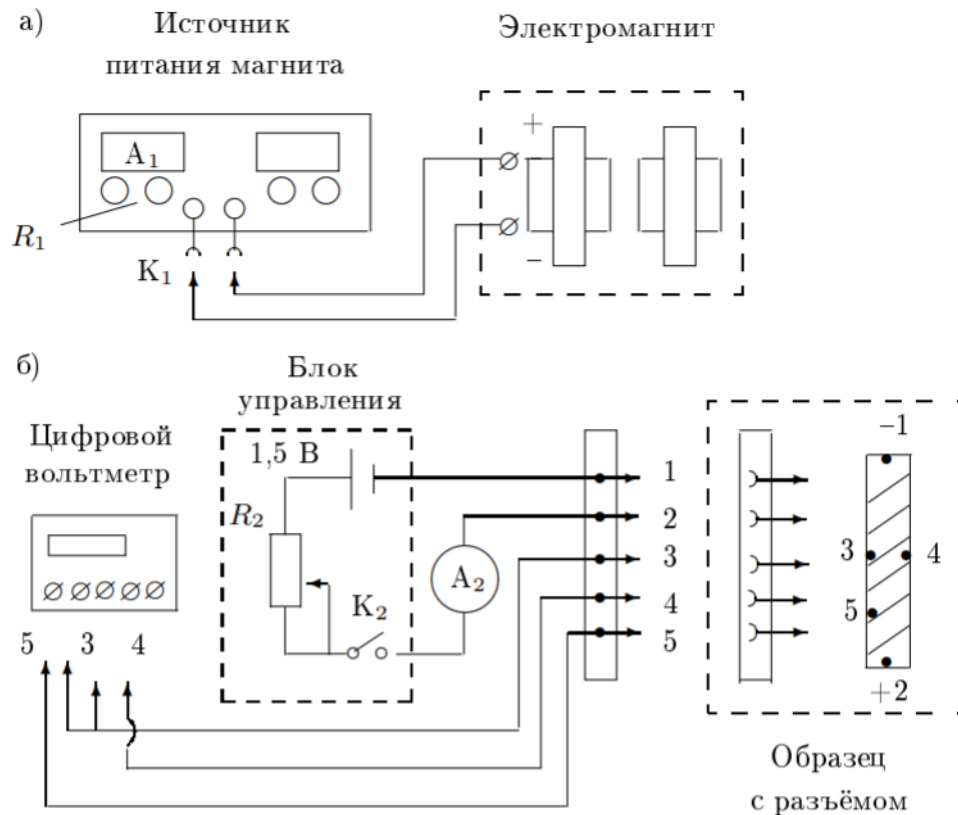 а)
Источник
питания магнита
Электромагнит
A₁
R₁
K₁
+
−
б)
Блок
управления
Цифровой
вольтметр
1,5 В
R₂
K₂
A₂
5 3 4
1
2
3
4
5
−1
3
4
5
+2
Образец
с разъёмом